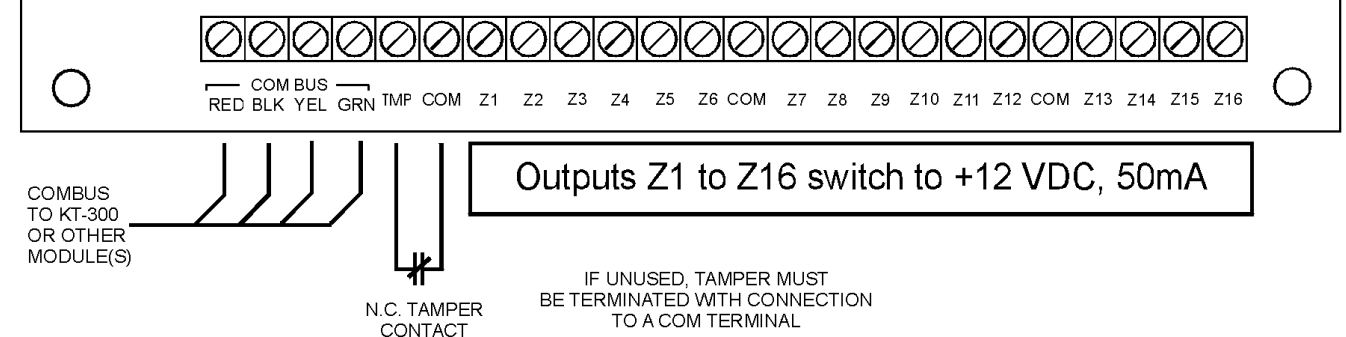 COM BUS
RED BLK YEL GRN TMP COM Z1 Z2 Z3 Z4 Z5 Z6 COM Z7 Z8 Z9 Z10 Z11 Z12 COM Z13 Z14 Z15 Z16
Outputs Z1 to Z16 switch to +12 VDC, 50mA
COMBUS
TO KT-300
OR OTHER
MODULE(S)
N.C. TAMPER
CONTACT
IF UNUSED, TAMPER MUST
BE TERMINATED WITH CONNECTION
TO A COM TERMINAL